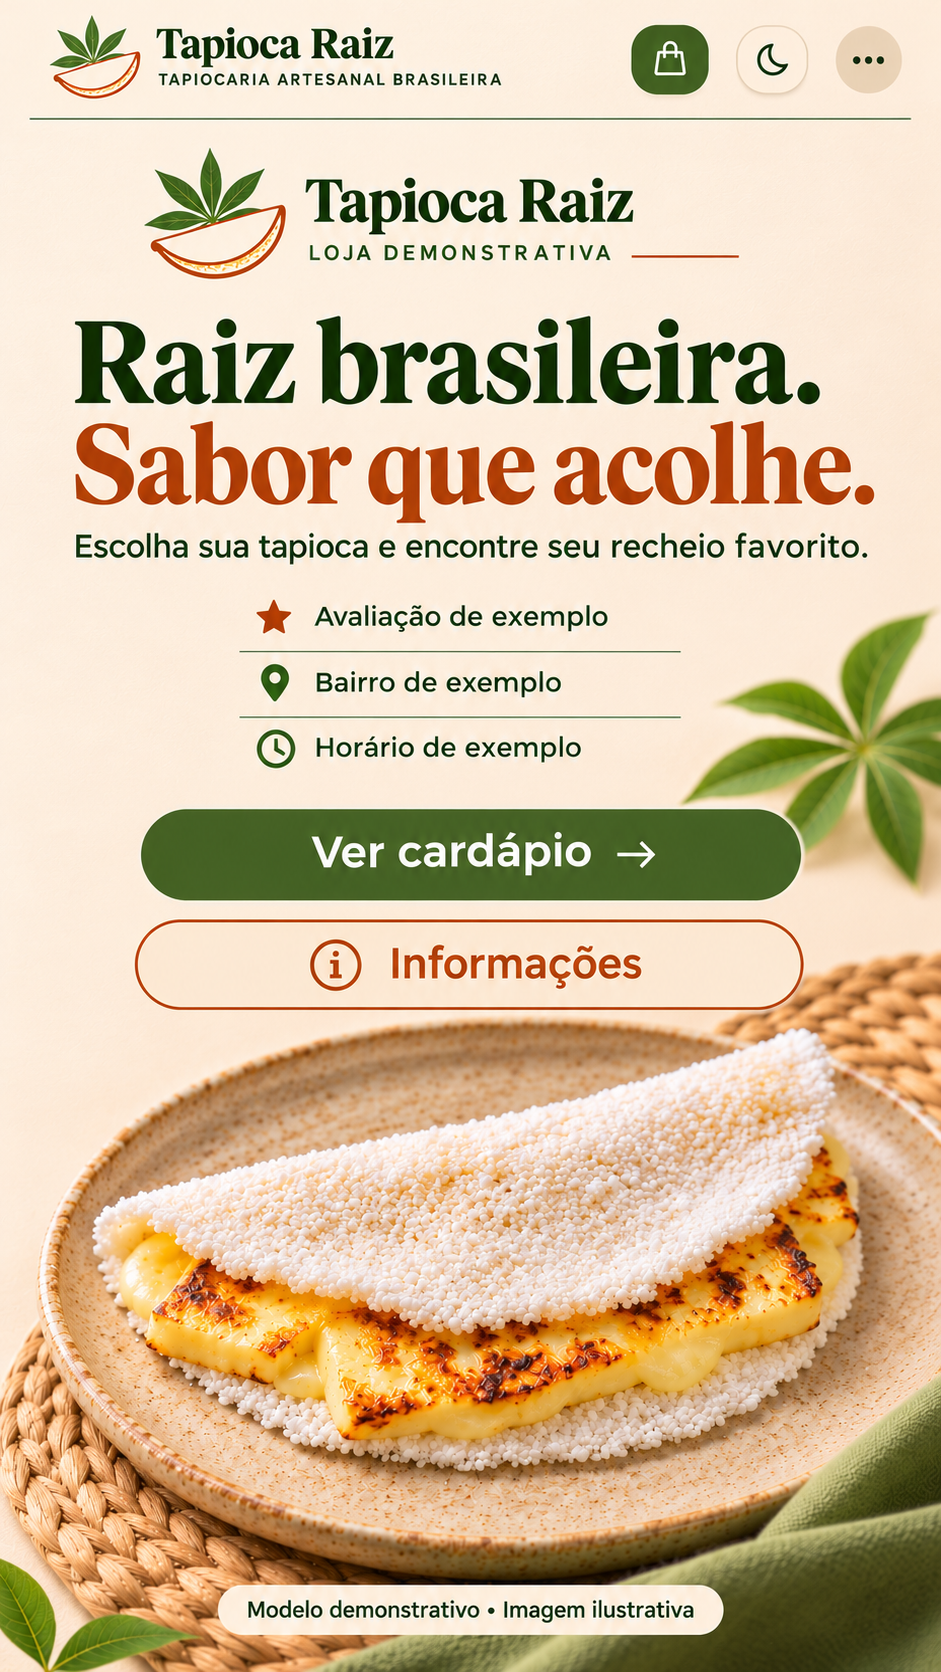 Tapioca Raiz
TAPIOCARIA ARTESANAL BRASILEIRA
Tapioca Raiz
LOJA DEMONSTRATIVA
Raiz brasileira.
Sabor que acolhe.
Escolha sua tapioca e encontre seu recheio favorito.
Avaliação de exemplo
Bairro de exemplo
Horário de exemplo
Ver cardápio →
Informações
Modelo demonstrativo • Imagem ilustrativa